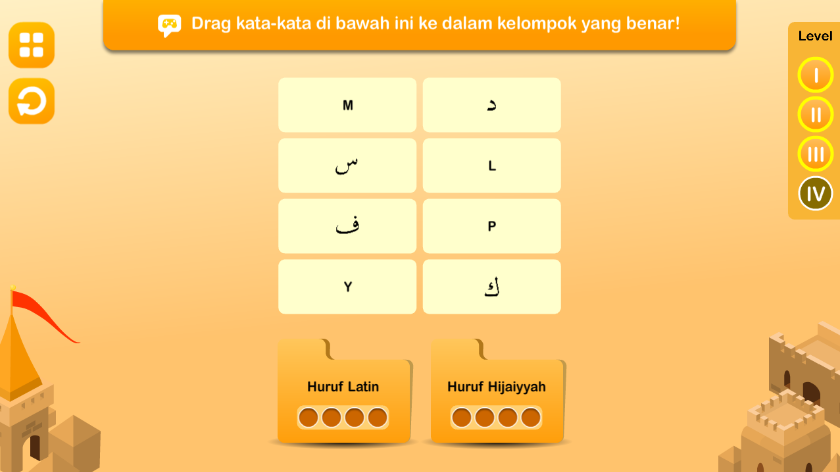 Drag kata-kata di bawah ini ke dalam kelompok yang benar!
Level
I
II
III
IV
M
د
س
L
ف
P
Y
ك
Huruf Latin
Huruf Hijaiyyah